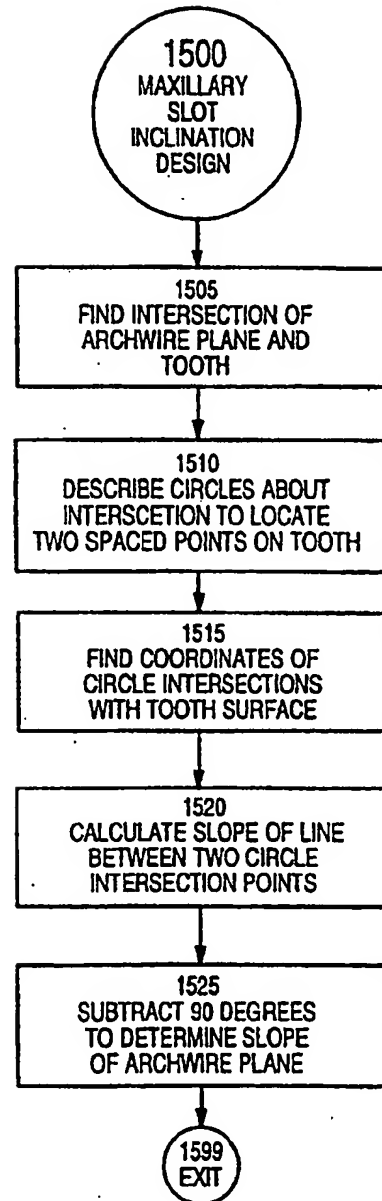 1500
MAXILLARY
SLOT
INCLINATION
DESIGN
1505
FIND INTERSECTION OF
ARCHWIRE PLANE AND
TOOTH
1510
DESCRIBE CIRCLES ABOUT
INTERSCETION TO LOCATE
TWO SPACED POINTS ON TOOTH
1515
FIND COORDINATES OF
CIRCLE INTERSECTIONS
WITH TOOTH SURFACE
1520
CALCULATE SLOPE OF LINE
BETWEEN TWO CIRCLE
INTERSECTION POINTS
1525
SUBTRACT 90 DEGREES
TO DETERMINE SLOPE
OF ARCHWIRE PLANE
1599
EXIT